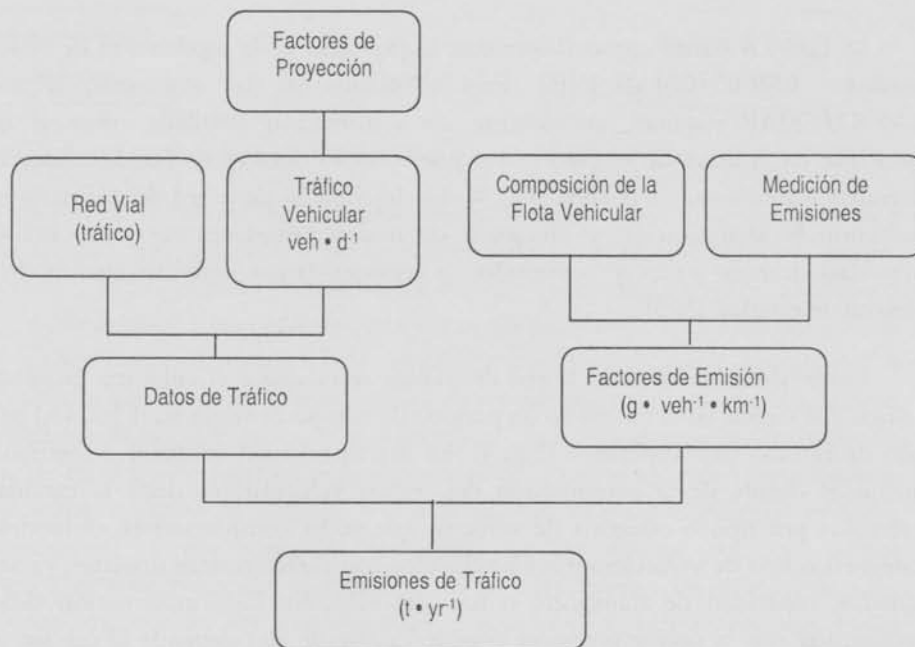 Factores de
Proyección
Red Vial
(tráfico)
Tráfico
Vehicular
veh • d⁻¹
Composición de la
Flota Vehicular
Medición de
Emisiones
Datos de Tráfico
Factores de Emisión
(g • veh⁻¹ • km⁻¹)
Emisiones de Tráfico
(t • yr⁻¹)